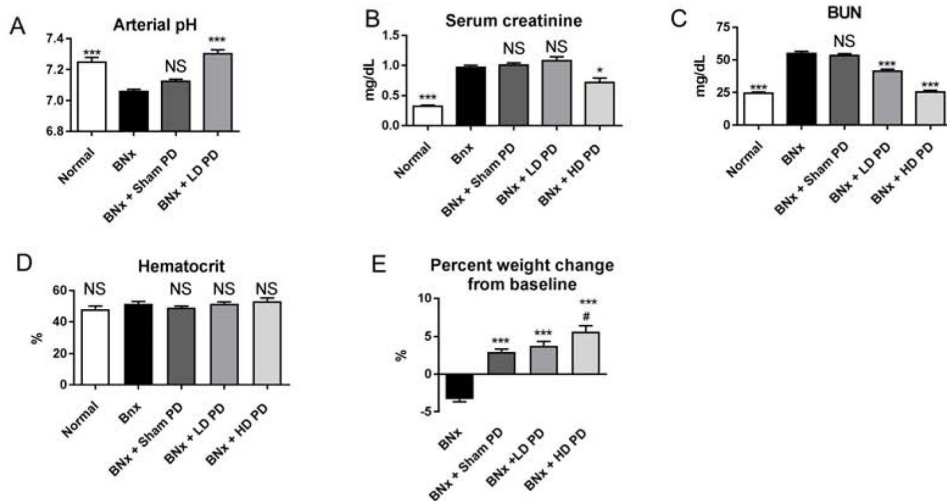 A
Arterial pH
7.4
7.2
7.0
6.8
***
NS
***
Normal
BNx
BNx + Sham PD
BNx + LD PD
B
Serum creatinine
mg/dL
1.5
1.0
0.5
0.0
***
NS
NS
*
Normal
Bnx
BNx + Sham PD
BNx + LD PD
BNx + HD PD
C
BUN
mg/dL
75
50
25
0
***
NS
***
***
Normal
BNx
BNx + Sham PD
BNx + LD PD
BNx + HD PD
D
Hematocrit
%
60
40
20
0
NS
NS
NS
NS
Normal
Bnx
BNx + Sham PD
BNx + LD PD
BNx + HD PD
E
Percent weight change
from baseline
%
10
5
0
-5
***
***
***
#
BNx
BNx + Sham PD
BNx +LD PD
BNx + HD PD